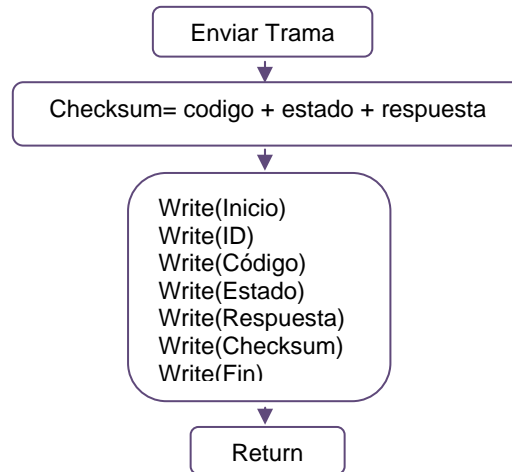 Enviar Trama
Checksum= codigo + estado + respuesta
Write(Inicio)
Write(ID)
Write(Código)
Write(Estado)
Write(Respuesta)
Write(Checksum)
Write(Fin)
Return